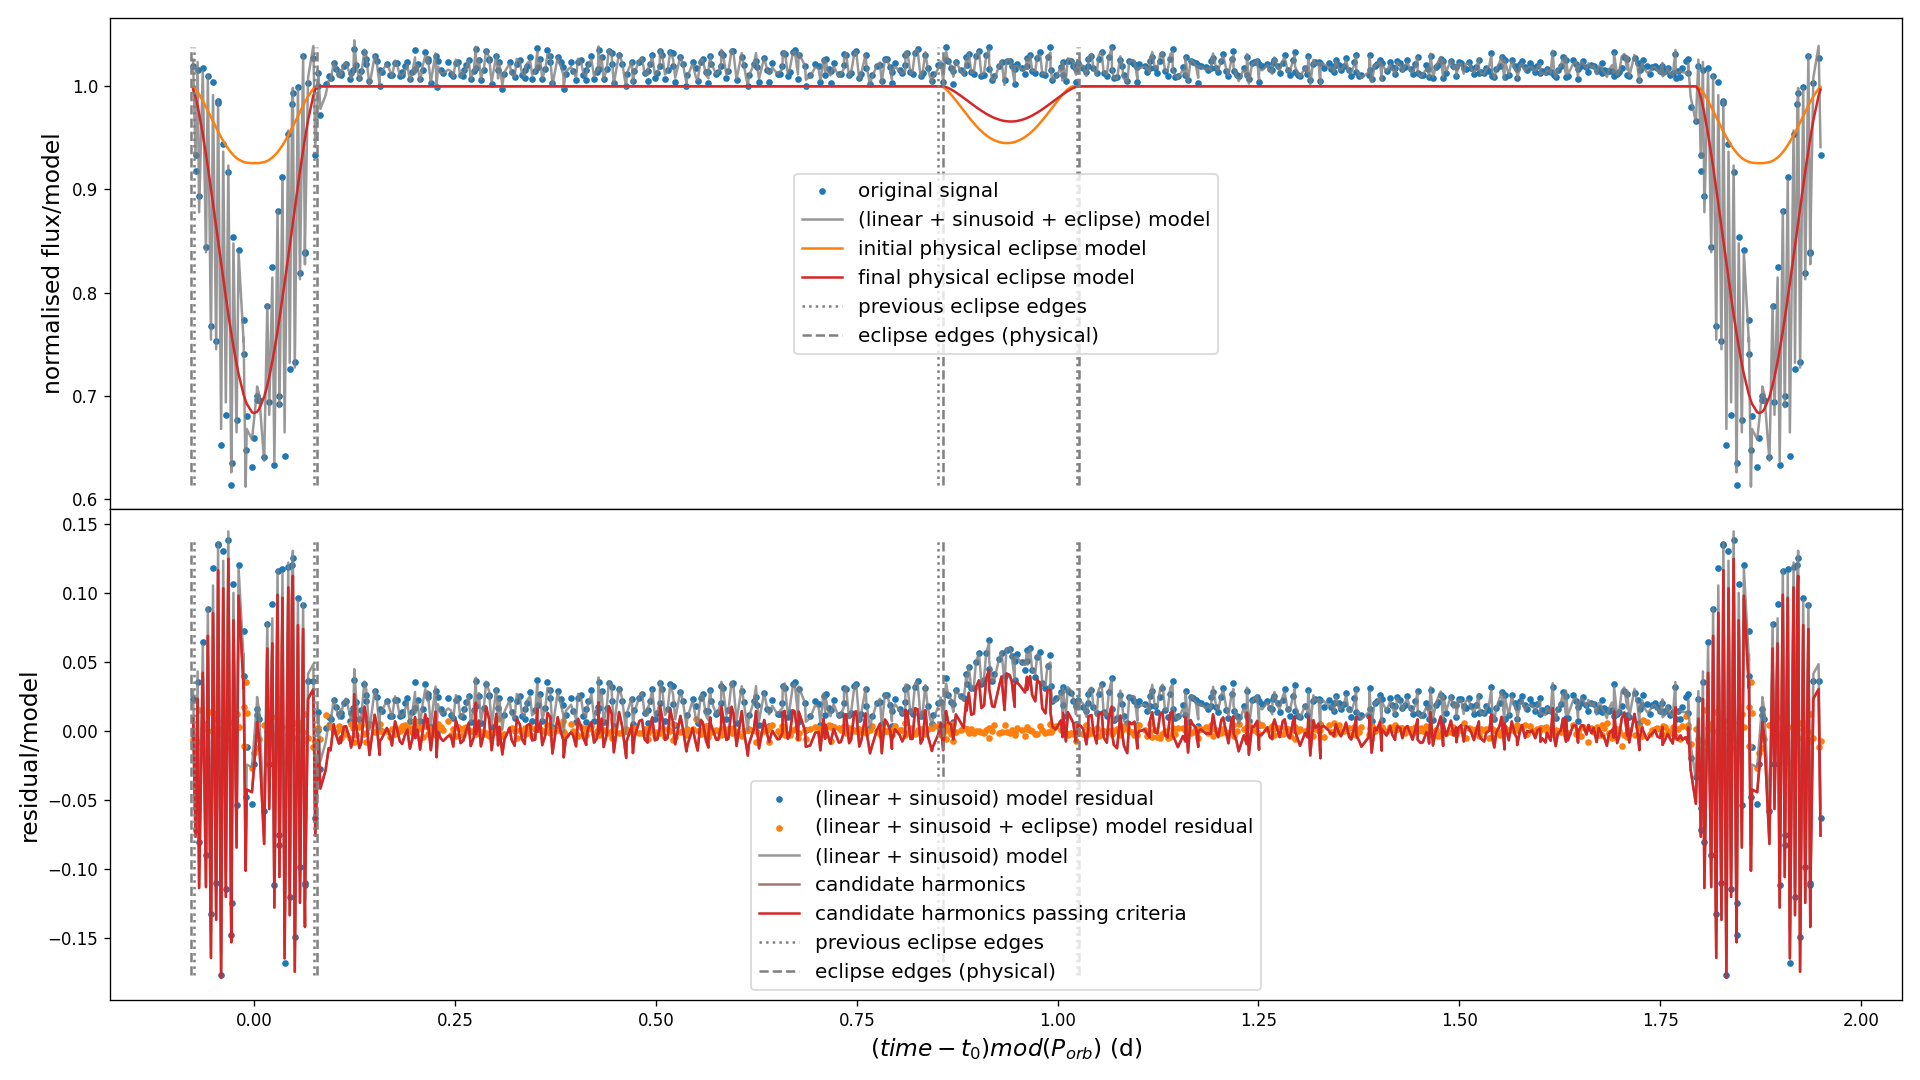 normalised flux/model
1.0
0.9
0.8
0.7
0.6
original signal
(linear + sinusoid + eclipse) model
initial physical eclipse model
final physical eclipse model
previous eclipse edges
eclipse edges (physical)
residual/model
0.15
0.10
0.05
0.00
−0.05
−0.10
−0.15
(linear + sinusoid) model residual
(linear + sinusoid + eclipse) model residual
(linear + sinusoid) model
candidate harmonics
candidate harmonics passing criteria
previous eclipse edges
eclipse edges (physical)
0.00 0.25 0.50 0.75 1.00 1.25 1.50 1.75 2.00
(time − t₀)mod(P_orb) (d)